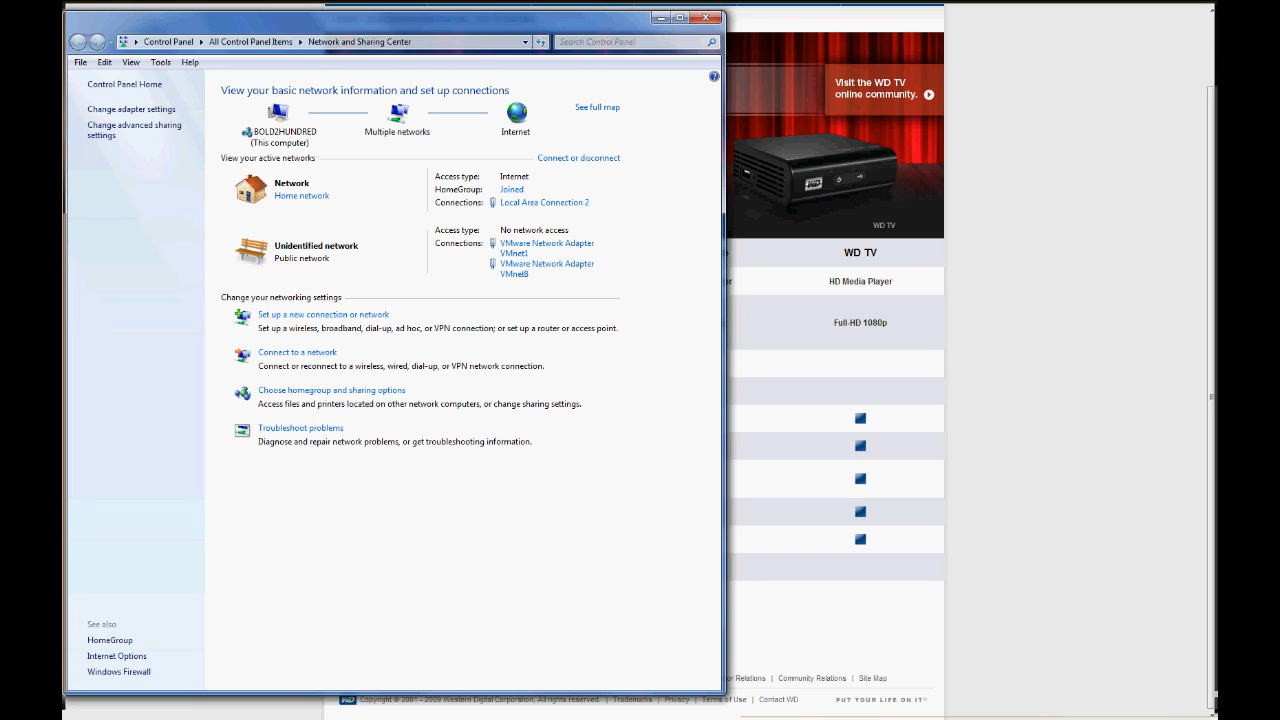 Control Panel
All Control Panel Items
Network and Sharing Center
Search Control Panel
File Edit View Tools Help
Control Panel Home
Change adapter settings
Change advanced sharing
settings
See also
HomeGroup
Internet Options
Windows Firewall
View your basic network information and set up connections
See full map
BOLD2HUNDRED
(This computer)
Multiple networks
Internet
View your active networks
Connect or disconnect
Network
Home network
Access type: Internet
HomeGroup: Joined
Connections: Local Area Connection 2
Unidentified network
Public network
Access type: No network access
Connections: VMware Network Adapter
VMnet1
VMware Network Adapter
VMnet8
Change your networking settings
Set up a new connection or network
Set up a wireless, broadband, dial-up, ad hoc, or VPN connection; or set up a router or access point.
Connect to a network
Connect or reconnect to a wireless, wired, dial-up, or VPN network connection.
Choose homegroup and sharing options
Access files and printers located on other network computers, or change sharing settings.
Troubleshoot problems
Diagnose and repair network problems, or get troubleshooting information.
Visit the WD TV
online community.
WD
WD TV
WD TV
HD Media Player
Full-HD 1080p
Relations | Community Relations | Site Map
WD Copyright © 2001 - 2009 Western Digital Corporation, All rights reserved. | Trademarks | Privacy | Terms of Use | Contact WD
PUT YOUR LIFE ON IT®